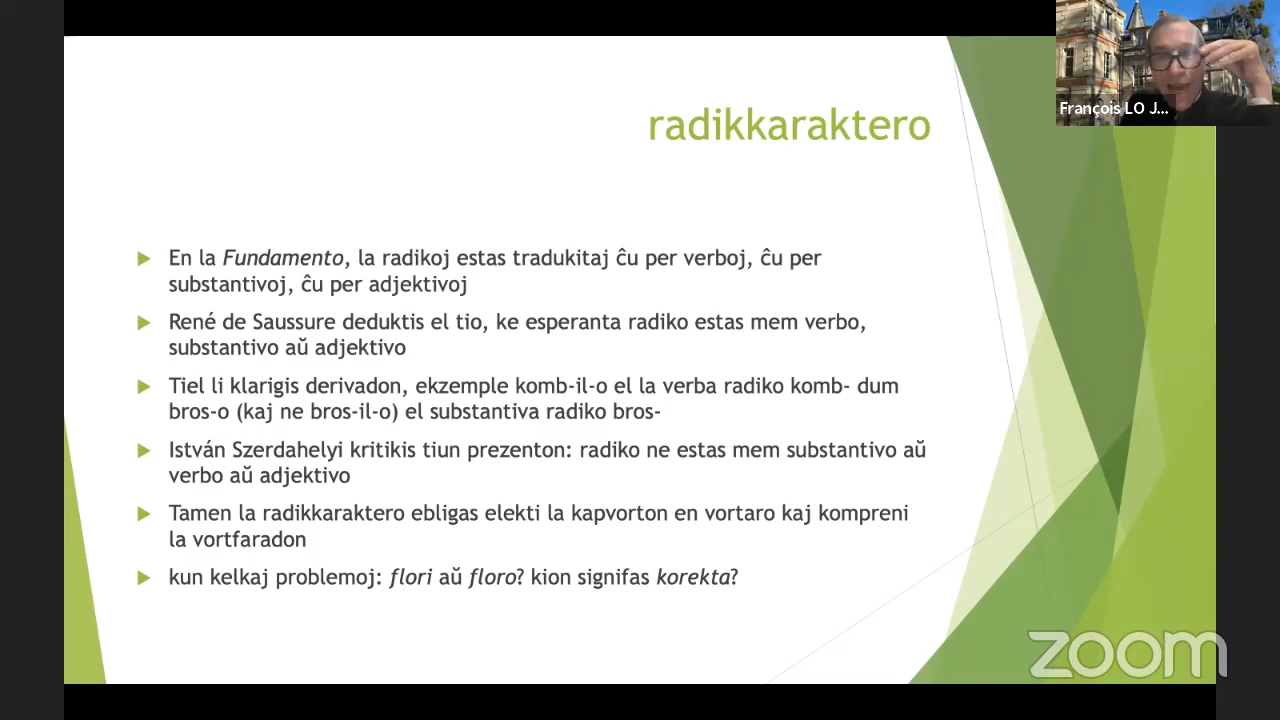 François LO J...
radikkaraktero
En la Fundamento, la radikoj estas tradukitaj ĉu per verboj, ĉu per
substantivoj, ĉu per adjektivoj
René de Saussure deduktis el tio, ke esperanta radiko estas mem verbo,
substantivo aŭ adjektivo
Tiel li klarigis derivadon, ekzemple komb-il-o el la verba radiko komb- dum
bros-o (kaj ne bros-il-o) el substantiva radiko bros-
István Szerdahelyi kritikis tiun prezenton: radiko ne estas mem substantivo aŭ
verbo aŭ adjektivo
Tamen la radikkaraktero ebligas elekti la kapvorton en vortaro kaj kompreni
la vortfaradon
kun kelkaj problemoj: flori aŭ floro? kion signifas korekta?
zoom